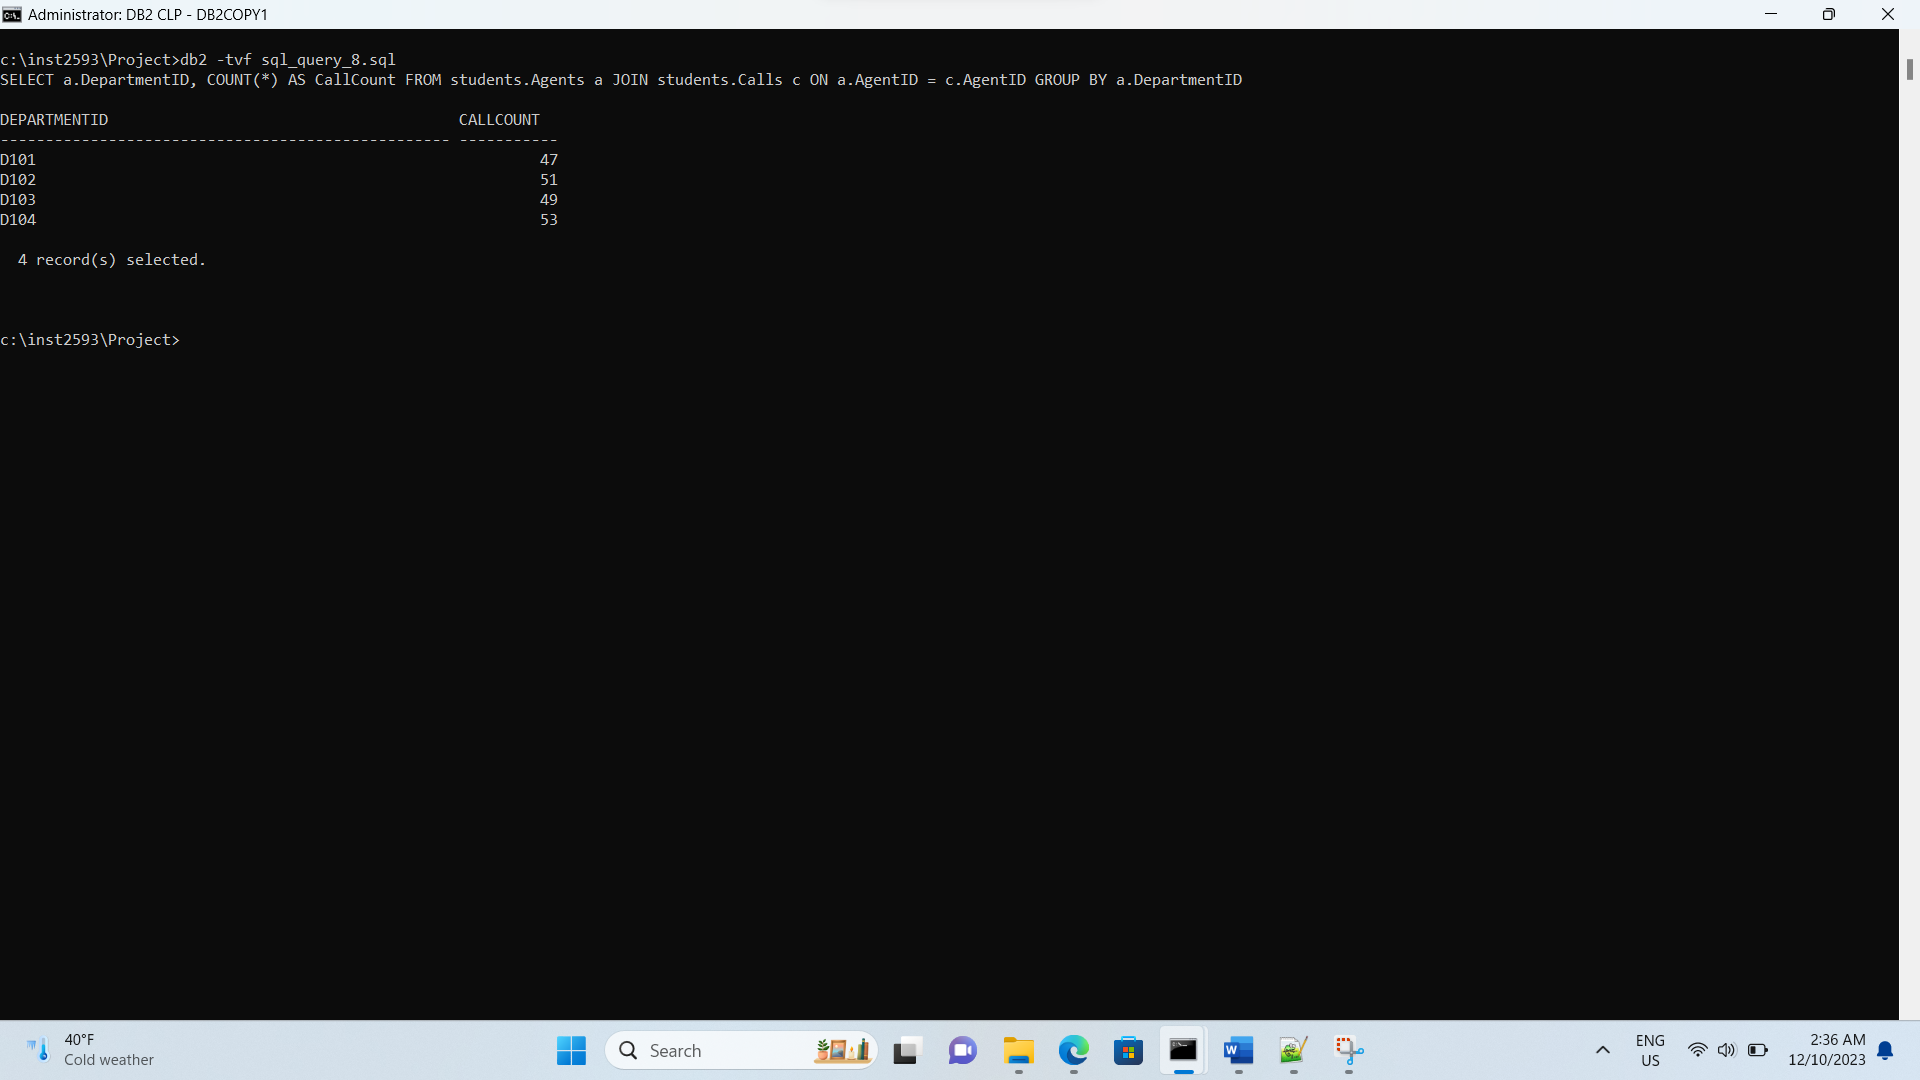 Administrator: DB2 CLP - DB2COPY1
c:\inst2593\Project>db2 -tvf sql_query_8.sql
SELECT a.DepartmentID, COUNT(*) AS CallCount FROM students.Agents a JOIN students.Calls c ON a.AgentID = c.AgentID GROUP BY a.DepartmentID
DEPARTMENTID                                       CALLCOUNT
-------------------------------------------------- -----------
D101                                                        47
D102                                                        51
D103                                                        49
D104                                                        53
  4 record(s) selected.
c:\inst2593\Project>
40°F
Cold weather
Search
ENG
US
2:36 AM
12/10/2023